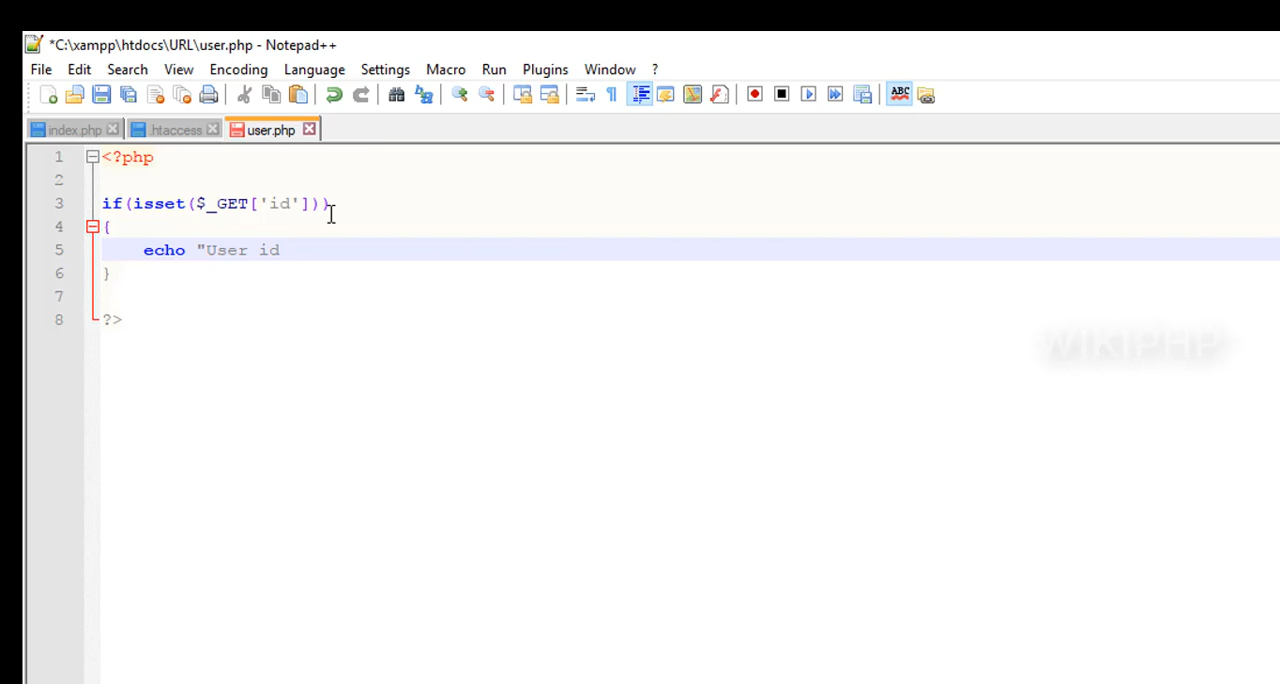 *C:\xampp\htdocs\URL\user.php - Notepad++
File Edit Search View Encoding Language Settings Macro Run Plugins Window ?
ABC
index.php .htaccess user.php
1 <?php
2
3 if(isset($_GET['id']))
4 {
5 echo "User id
6 }
7
8 ?>
WIKIPHP